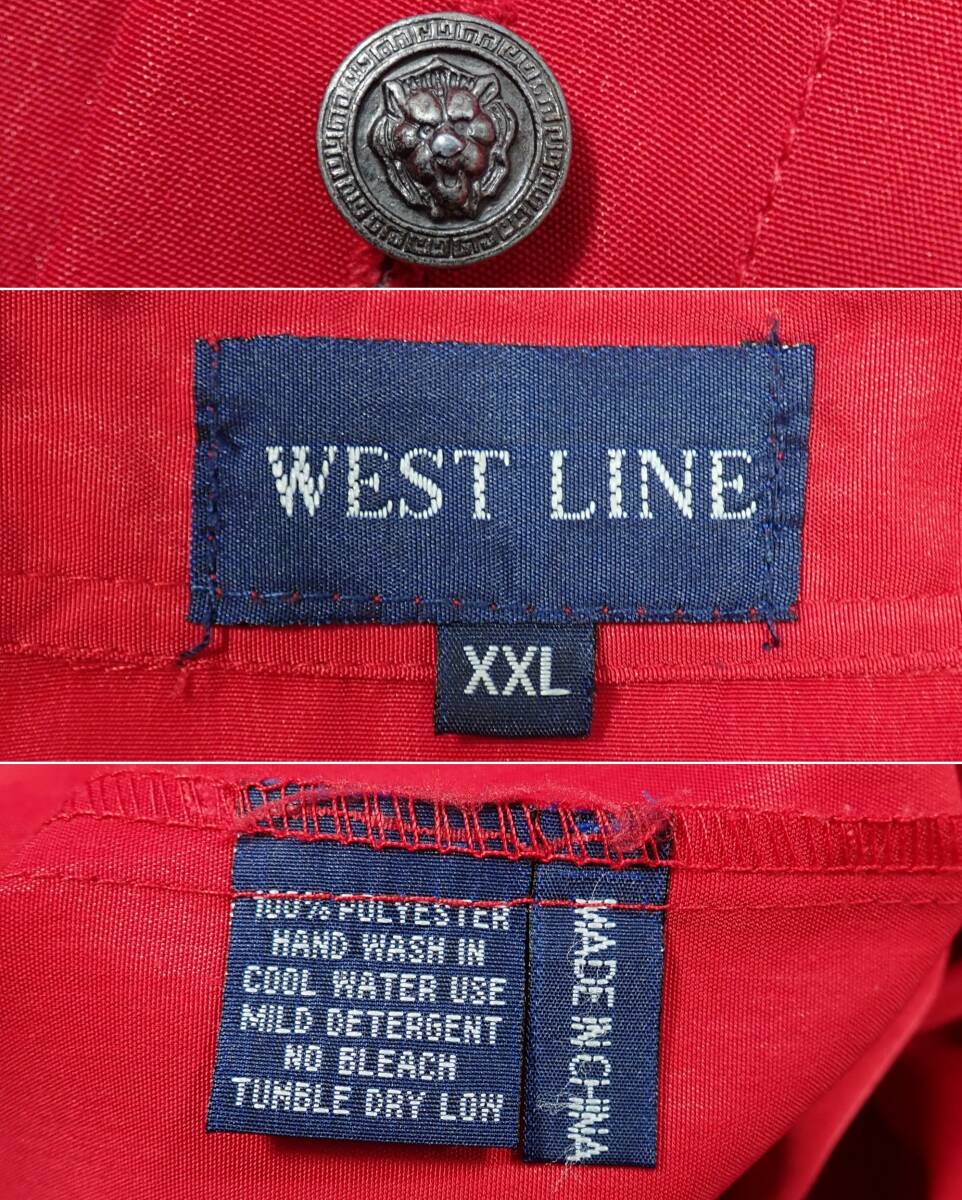 WEST LINE
XXL
100% POLYESTER
HAND WASH IN
COOL WATER USE
MILD DETERGENT
NO BLEACH
TUMBLE DRY LOW
MADE IN CHINA